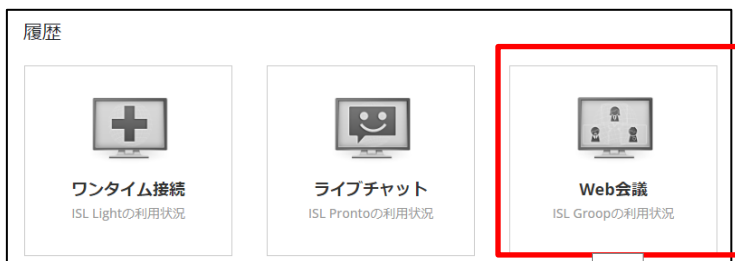 履歴
ワンタイム接続
ISL Lightの利用状況
ライブチャット
ISL Prontoの利用状況
Web会議
ISL Groopの利用状況